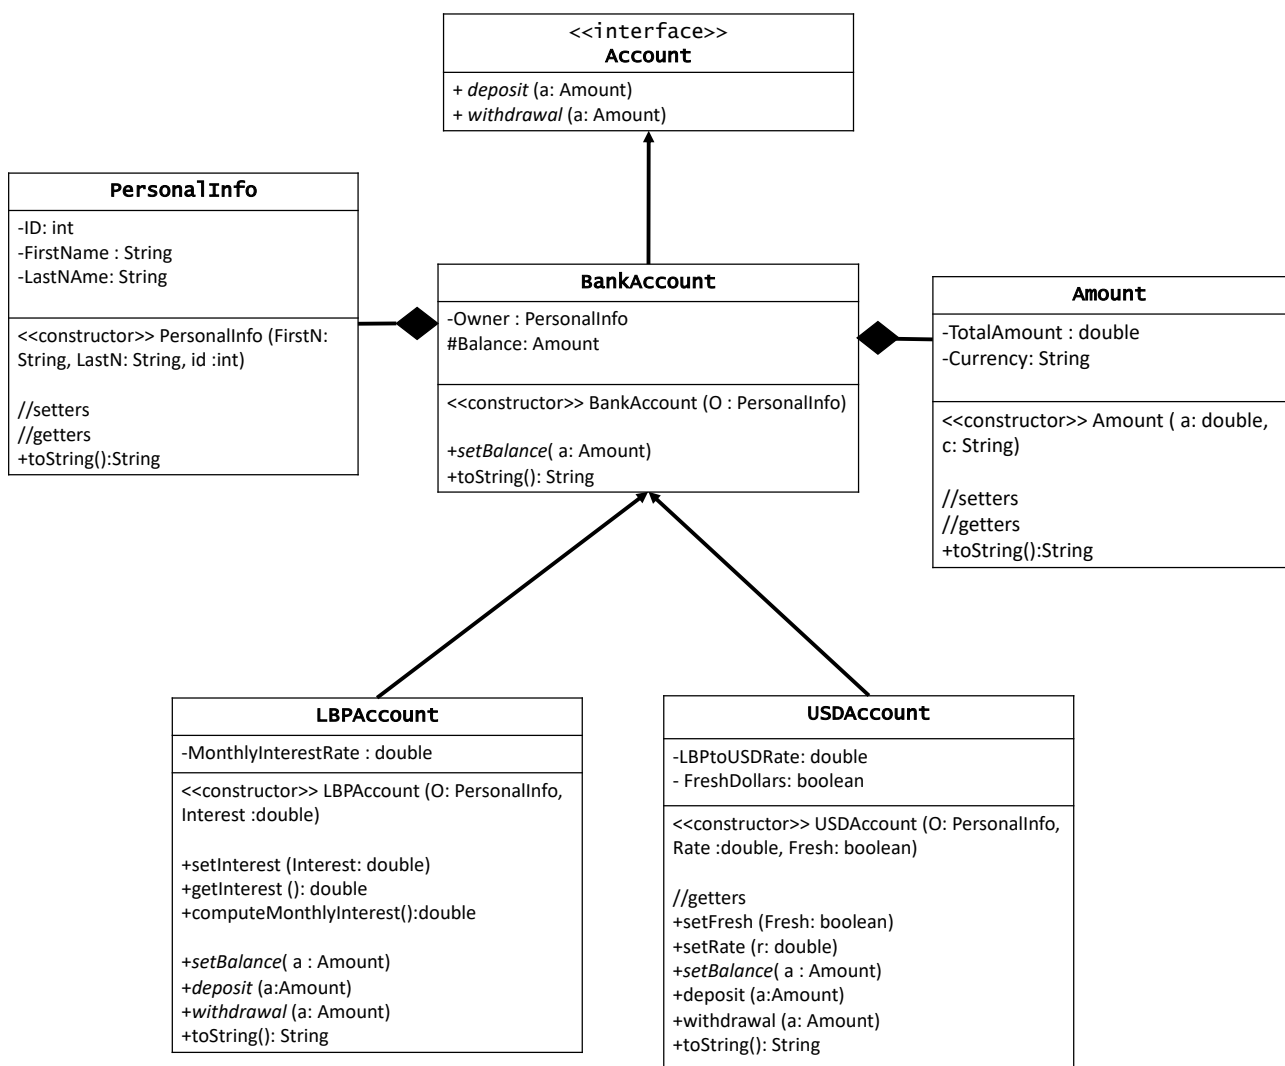 <<interface>>
Account
+ deposit (a: Amount)
+ withdrawal (a: Amount)
PersonalInfo
-ID: int
-FirstName : String
-LastNAme: String
<<constructor>> PersonalInfo (FirstN:
String, LastN: String, id :int)
//setters
//getters
+toString():String
BankAccount
-Owner : PersonalInfo
#Balance: Amount
<<constructor>> BankAccount (O : PersonalInfo)
+setBalance( a: Amount)
+toString(): String
Amount
-TotalAmount : double
-Currency: String
<<constructor>> Amount ( a: double,
c: String)
//setters
//getters
+toString():String
LBPAccount
-MonthlyInterestRate : double
<<constructor>> LBPAccount (O: PersonalInfo,
Interest :double)
+setInterest (Interest: double)
+getInterest (): double
+computeMonthlyInterest():double
+setBalance( a : Amount)
+deposit (a:Amount)
+withdrawal (a: Amount)
+toString(): String
USDAccount
-LBPtoUSDRate: double
- FreshDollars: boolean
<<constructor>> USDAccount (O: PersonalInfo,
Rate :double, Fresh: boolean)
//getters
+setFresh (Fresh: boolean)
+setRate (r: double)
+setBalance( a : Amount)
+deposit (a:Amount)
+withdrawal (a: Amount)
+toString(): String